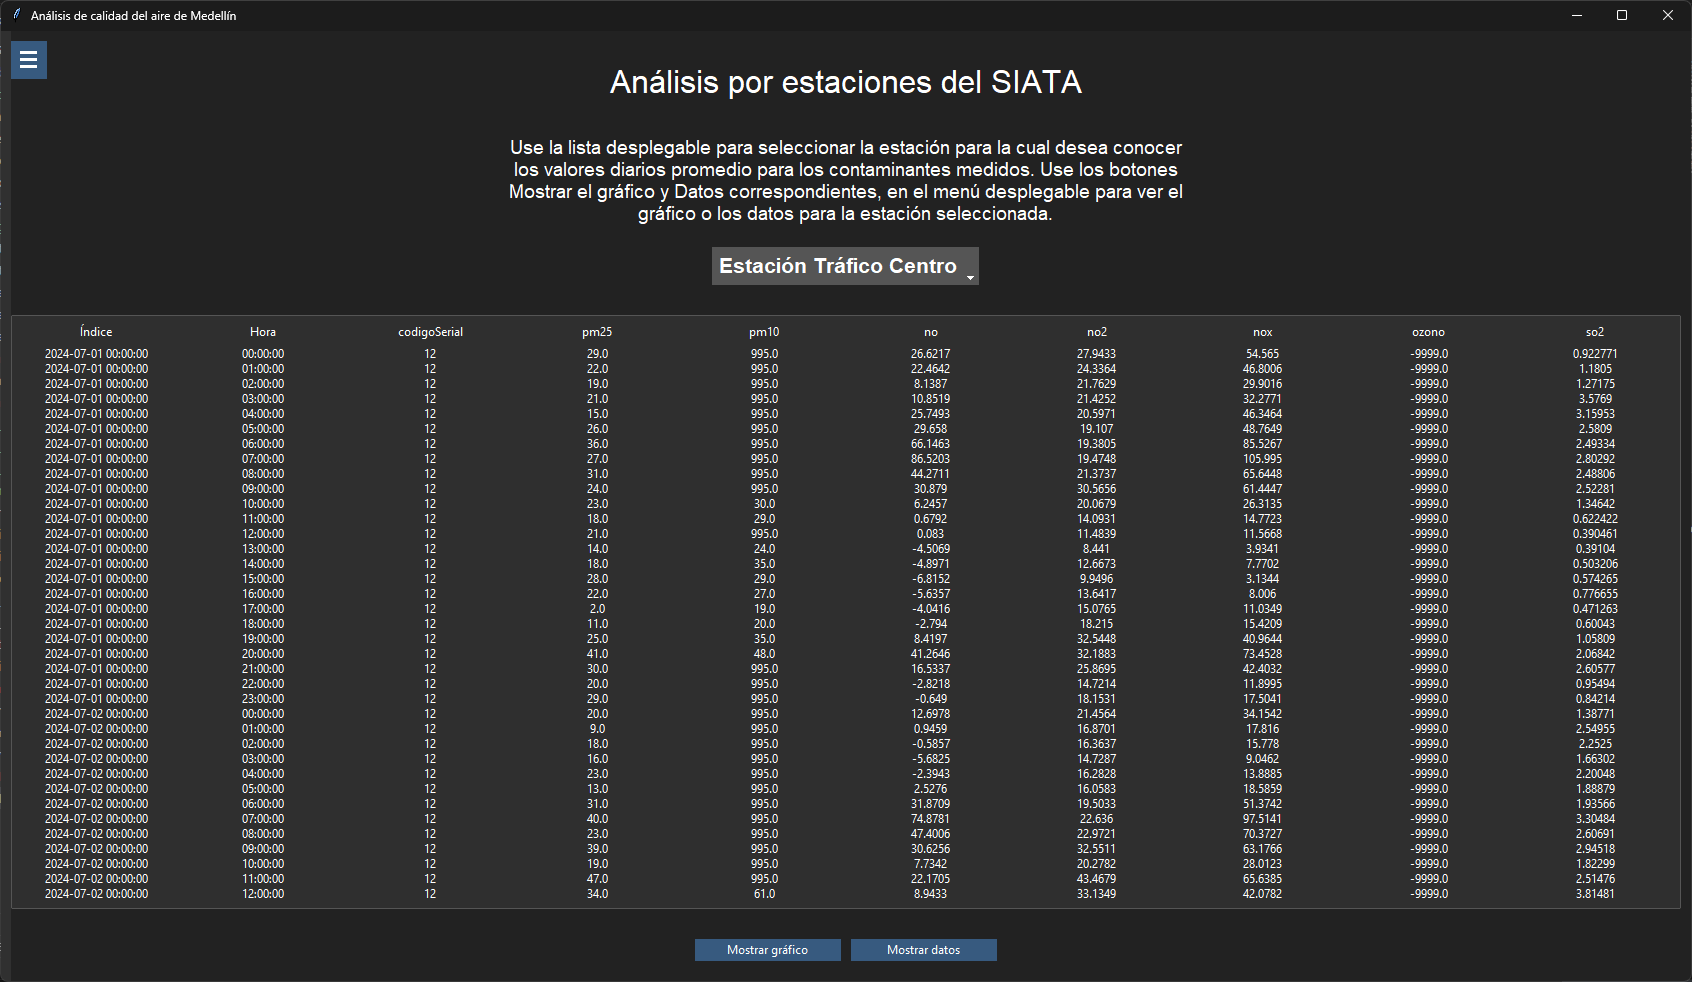 Análisis de calidad del aire de Medellín
Análisis por estaciones del SIATA
Use la lista desplegable para seleccionar la estación para la cual desea conocer
los valores diarios promedio para los contaminantes medidos. Use los botones
Mostrar el gráfico y Datos correspondientes, en el menú desplegable para ver el
gráfico o los datos para la estación seleccionada.
Estación Tráfico Centro
Índice Hora codigoSerial pm25 pm10 no no2 nox ozono so2
2024-07-01 00:00:00 00:00:00 12 29.0 995.0 26.6217 27.9433 54.565 -9999.0 0.922771
2024-07-01 00:00:00 01:00:00 12 22.0 995.0 22.4642 24.3364 46.8006 -9999.0 1.1805
2024-07-01 00:00:00 02:00:00 12 19.0 995.0 8.1387 21.7629 29.9016 -9999.0 1.27175
2024-07-01 00:00:00 03:00:00 12 21.0 995.0 10.8519 21.4252 32.2771 -9999.0 3.5769
2024-07-01 00:00:00 04:00:00 12 15.0 995.0 25.7493 20.5971 46.3464 -9999.0 3.15953
2024-07-01 00:00:00 05:00:00 12 26.0 995.0 29.658 19.107 48.7649 -9999.0 2.5809
2024-07-01 00:00:00 06:00:00 12 36.0 995.0 66.1463 19.3805 85.5267 -9999.0 2.49334
2024-07-01 00:00:00 07:00:00 12 27.0 995.0 86.5203 19.4748 105.995 -9999.0 2.80292
2024-07-01 00:00:00 08:00:00 12 31.0 995.0 44.2711 21.3737 65.6448 -9999.0 2.48806
2024-07-01 00:00:00 09:00:00 12 24.0 995.0 30.879 30.5656 61.4447 -9999.0 2.52281
2024-07-01 00:00:00 10:00:00 12 23.0 30.0 6.2457 20.0679 26.3135 -9999.0 1.34642
2024-07-01 00:00:00 11:00:00 12 18.0 29.0 0.6792 14.0931 14.7723 -9999.0 0.622422
2024-07-01 00:00:00 12:00:00 12 21.0 995.0 0.083 11.4839 11.5668 -9999.0 0.390461
2024-07-01 00:00:00 13:00:00 12 14.0 24.0 -4.5069 8.441 3.9341 -9999.0 0.39104
2024-07-01 00:00:00 14:00:00 12 18.0 35.0 -4.8971 12.6673 7.7702 -9999.0 0.503206
2024-07-01 00:00:00 15:00:00 12 28.0 29.0 -6.8152 9.9496 3.1344 -9999.0 0.574265
2024-07-01 00:00:00 16:00:00 12 22.0 27.0 -5.6357 13.6417 8.006 -9999.0 0.776655
2024-07-01 00:00:00 17:00:00 12 2.0 19.0 -4.0416 15.0765 11.0349 -9999.0 0.471263
2024-07-01 00:00:00 18:00:00 12 11.0 20.0 -2.794 18.215 15.4209 -9999.0 0.60043
2024-07-01 00:00:00 19:00:00 12 25.0 35.0 8.4197 32.5448 40.9644 -9999.0 1.05809
2024-07-01 00:00:00 20:00:00 12 41.0 48.0 41.2646 32.1883 73.4528 -9999.0 2.06842
2024-07-01 00:00:00 21:00:00 12 30.0 995.0 16.5337 25.8695 42.4032 -9999.0 2.60577
2024-07-01 00:00:00 22:00:00 12 20.0 995.0 -2.8218 14.7214 11.8995 -9999.0 0.95494
2024-07-01 00:00:00 23:00:00 12 29.0 995.0 -0.649 18.1531 17.5041 -9999.0 0.84214
2024-07-02 00:00:00 00:00:00 12 20.0 995.0 12.6978 21.4564 34.1542 -9999.0 1.38771
2024-07-02 00:00:00 01:00:00 12 9.0 995.0 0.9459 16.8701 17.816 -9999.0 2.54955
2024-07-02 00:00:00 02:00:00 12 18.0 995.0 -0.5857 16.3637 15.778 -9999.0 2.2525
2024-07-02 00:00:00 03:00:00 12 16.0 995.0 -5.6825 14.7287 9.0462 -9999.0 1.66302
2024-07-02 00:00:00 04:00:00 12 23.0 995.0 -2.3943 16.2828 13.8885 -9999.0 2.20048
2024-07-02 00:00:00 05:00:00 12 13.0 995.0 2.5276 16.0583 18.5859 -9999.0 1.88879
2024-07-02 00:00:00 06:00:00 12 31.0 995.0 31.8709 19.5033 51.3742 -9999.0 1.93566
2024-07-02 00:00:00 07:00:00 12 40.0 995.0 74.8781 22.636 97.5141 -9999.0 3.30484
2024-07-02 00:00:00 08:00:00 12 23.0 995.0 47.4006 22.9721 70.3727 -9999.0 2.60691
2024-07-02 00:00:00 09:00:00 12 39.0 995.0 30.6256 32.5511 63.1766 -9999.0 2.94518
2024-07-02 00:00:00 10:00:00 12 19.0 995.0 7.7342 20.2782 28.0123 -9999.0 1.82299
2024-07-02 00:00:00 11:00:00 12 47.0 995.0 22.1705 43.4679 65.6385 -9999.0 2.51476
2024-07-02 00:00:00 12:00:00 12 34.0 61.0 8.9433 33.1349 42.0782 -9999.0 3.81481
Mostrar gráfico Mostrar datos